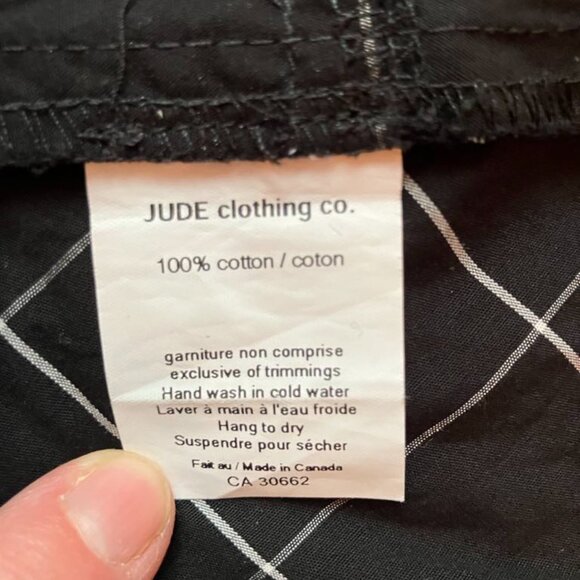 JUDE clothing co.
100% cotton / coton
garniture non comprise
exclusive of trimmings
Hand wash in cold water
Laver à main à l'eau froide
Hang to dry
Suspendre pour sécher
Fait au / Made in Canada
CA 30662